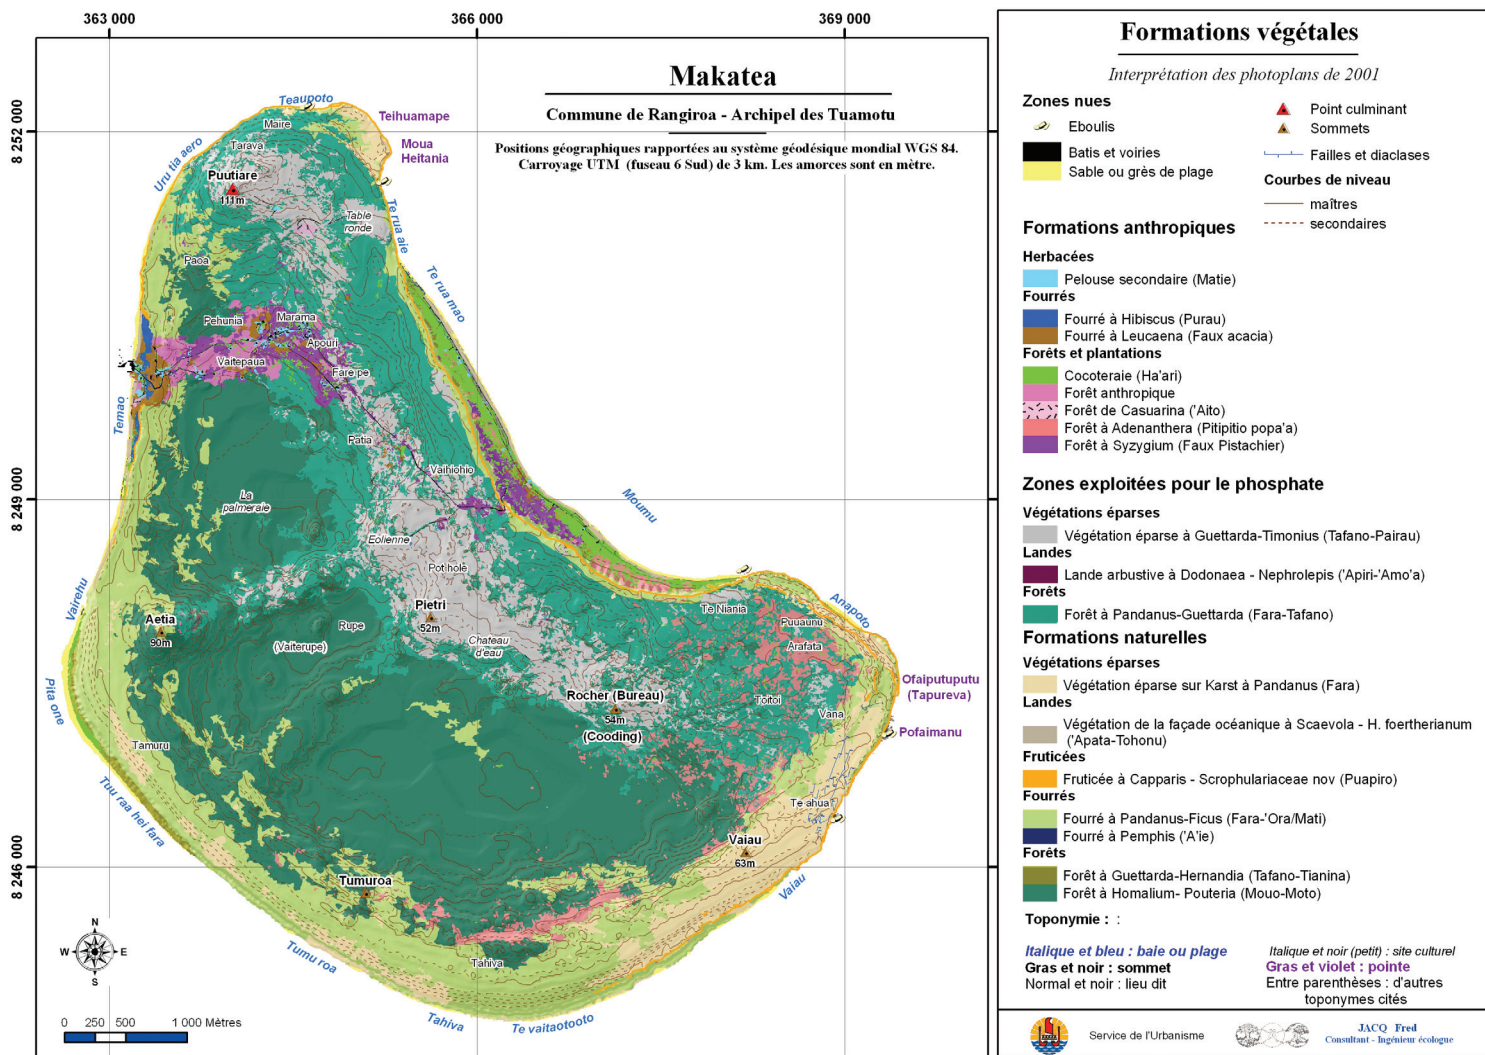 363 000
366 000
369 000
8 252 000
8 249 000
8 246 000
Makatea
Commune de Rangiroa - Archipel des Tuamotu
Positions géographiques rapportées au système géodésique mondial WGS 84.
Carroyage UTM (fuseau 6 Sud) de 3 km. Les amorces sont en mètre.
Teaupoto
Teihuamape
Maire
Moua
Heitania
Tarava
Uru tia aero
Puutiare
111m
Table
ronde
Te rua aie
Te rua mao
Paoa
Pehunia
Marama
Apouri
Vaitepaua
Fare pe
Temao
Patia
Vaihiohio
La
palmeraie
Moumu
Eolienne
Pothole
Vairehu
Aetia
90m
Pietri
52m
Rupe
(Vaiterupe)
Chateau
d'eau
Te Niania
Anapoto
Puuaunu
Arafata
Pita one
Rocher (Bureau)
54m
(Cooding)
Toitoi
Ofaiputuputu
(Tapureva)
Vana
Pofaimanu
Tamuru
Tuu raa hei fara
Te ahua
Vaiau
63m
Vaiau
Tumuroa
Tumu roa
Tahiva
Tahiva
Te vaitaotooto
N
W
E
S
0 250 500 1 000 Mètres
Formations végétales
Interprétation des photoplans de 2001
Zones nues
Eboulis
Batis et voiries
Sable ou grès de plage
Point culminant
Sommets
Failles et diaclases
Courbes de niveau
maîtres
secondaires
Formations anthropiques
Herbacées
Pelouse secondaire (Matie)
Fourrés
Fourré à Hibiscus (Purau)
Fourré à Leucaena (Faux acacia)
Forêts et plantations
Cocoteraie (Ha'ari)
Forêt anthropique
Forêt de Casuarina ('Aito)
Forêt à Adenanthera (Pitipitio popa'a)
Forêt à Syzygium (Faux Pistachier)
Zones exploitées pour le phosphate
Végétations éparses
Végétation éparse à Guettarda-Timonius (Tafano-Pairau)
Landes
Lande arbustive à Dodonaea - Nephrolepis ('Apiri-'Amo'a)
Forêts
Forêt à Pandanus-Guettarda (Fara-Tafano)
Formations naturelles
Végétations éparses
Végétation éparse sur Karst à Pandanus (Fara)
Landes
Végétation de la façade océanique à Scaevola - H. foertherianum
('Apata-Tohonu)
Fruticées
Fruticée à Capparis - Scrophulariaceae nov (Puapiro)
Fourrés
Fourré à Pandanus-Ficus (Fara-'Ora/Mati)
Fourré à Pemphis ('A'ie)
Forêts
Forêt à Guettarda-Hernandia (Tafano-Tianina)
Forêt à Homalium- Pouteria (Mouo-Moto)
Toponymie : :
Italique et bleu : baie ou plage
Gras et noir : sommet
Normal et noir : lieu dit
Italique et noir (petit) : site culturel
Gras et violet : pointe
Entre parenthèses : d'autres
toponymes cités
Service de l'Urbanisme
JACQ Fred
Consultant - Ingénieur écologue